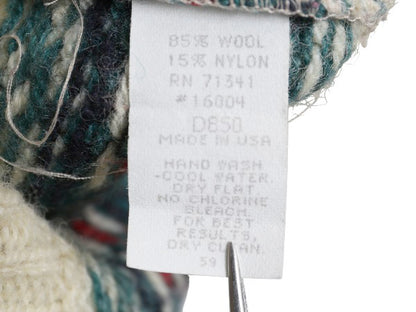 85% WOOL
15% NYLON
RN 71341
#16004
D850
MADE IN USA
HAND WASH
-COOL WATER.
DRY FLAT.
NO CHLORINE
BLEACH.
FOR BEST
RESULTS,
DRY CLEAN.
59